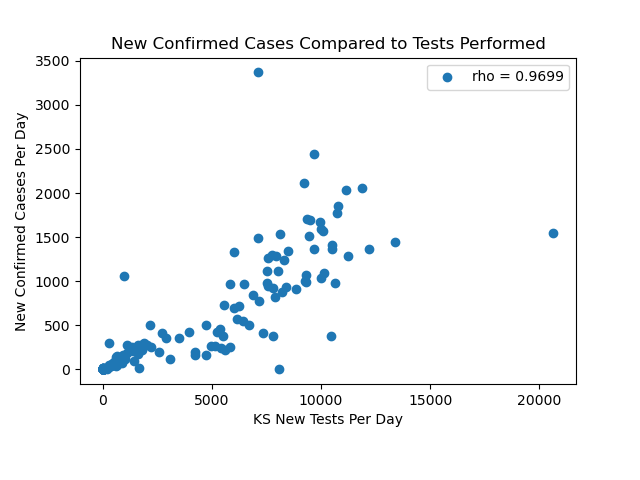 New Confirmed Cases Compared to Tests Performed
rho = 0.9699
New Confirmed Caeses Per Day
3500
3000
2500
2000
1500
1000
500
0
0 5000 10000 15000 20000
KS New Tests Per Day